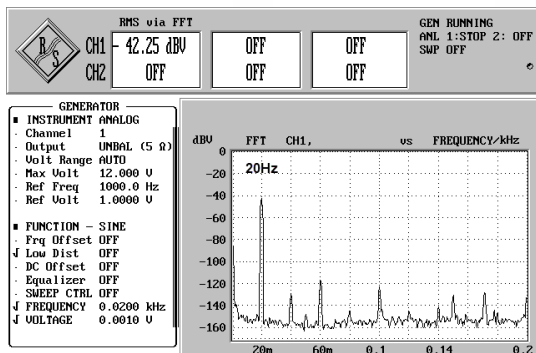 RMS via FFT
R
S
CH1 - 42.25 dBV OFF OFF
CH2 OFF OFF OFF
GEN RUNNING
ANL 1:STOP 2: OFF
SWP OFF
GENERATOR
INSTRUMENT ANALOG
Channel 1
Output UNBAL (5 Ω)
Volt Range AUTO
Max Volt 12.000 V
Ref Freq 1000.0 Hz
Ref Volt 1.0000 V
FUNCTION - SINE
Frq Offset OFF
Low Dist OFF
DC Offset OFF
Equalizer OFF
SWEEP CTRL OFF
FREQUENCY 0.0200 kHz
VOLTAGE 0.0010 V
dBV FFT CH1, vs FREQUENCY/kHz
0
20Hz
-20
-40
-60
-80
-100
-120
-140
-160
20m 60m 0.1 0.14 0.2